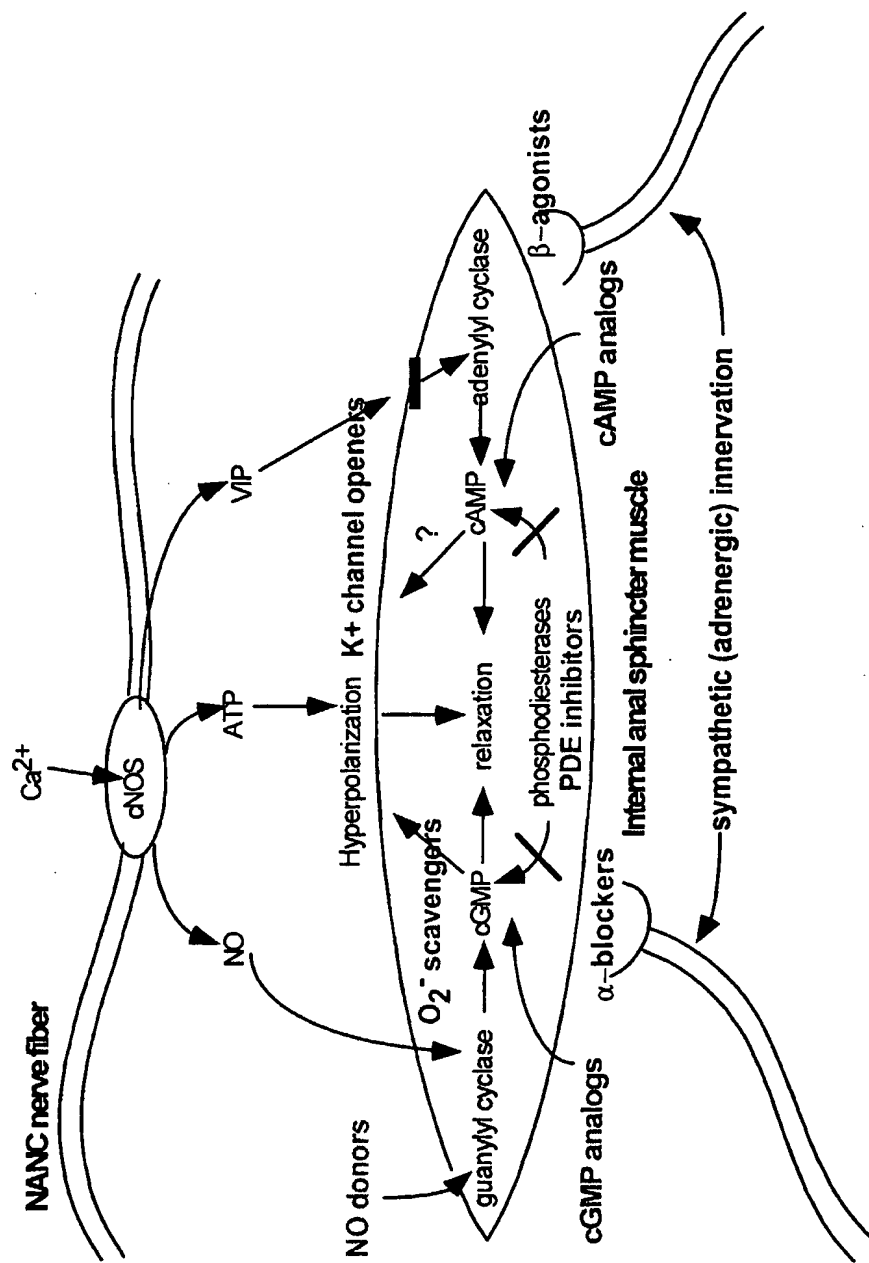 NANC nerve fiber
Ca2+
cNOS
NO
ATP
VIP
NO donors
Hyperpolarization
K+ channel openers
O2- scavengers
?
guanylyl cyclase
cGMP
relaxation
cAMP
adenylyl cyclase
phosphodiesterases
PDE inhibitors
cGMP analogs
α-blockers
Internal anal sphincter muscle
cAMP analogs
β-agonists
sympathetic (adrenergic) innervation